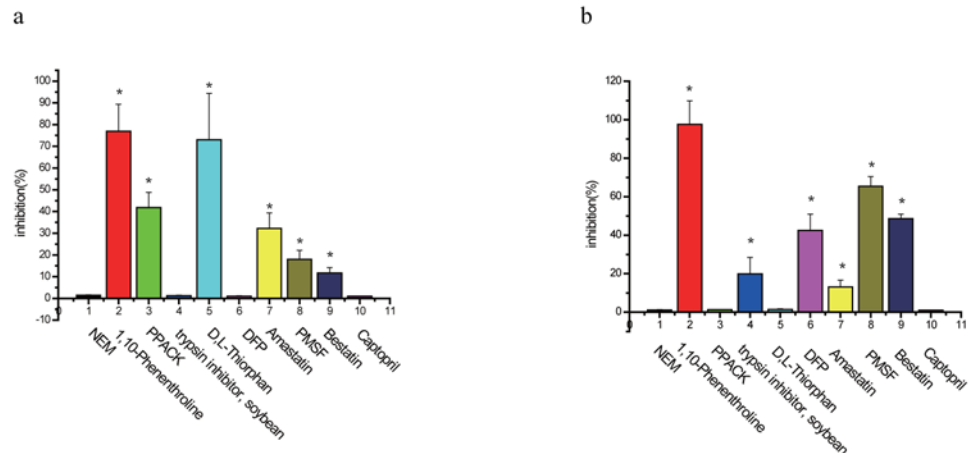 a
b
inhibition(%)
100
90
80
70
60
50
40
30
20
10
0
-10
* * * * * *
0 1 2 3 4 5 6 7 8 9 10 11
NEM
1,10-Phenenthroline
PPACK
trypsin inhibitor, soybean
D,L-Thiorphan
DFP
Amastatin
PMSF
Bestatin
Captopril
inhibition(%)
120
100
80
60
40
20
0
* * * * * *
0 1 2 3 4 5 6 7 8 9 10 11
NEM
1,10-Phenenthroline
PPACK
trypsin inhibitor, soybean
D,L-Thiorphan
DFP
Amastatin
PMSF
Bestatin
Captopril